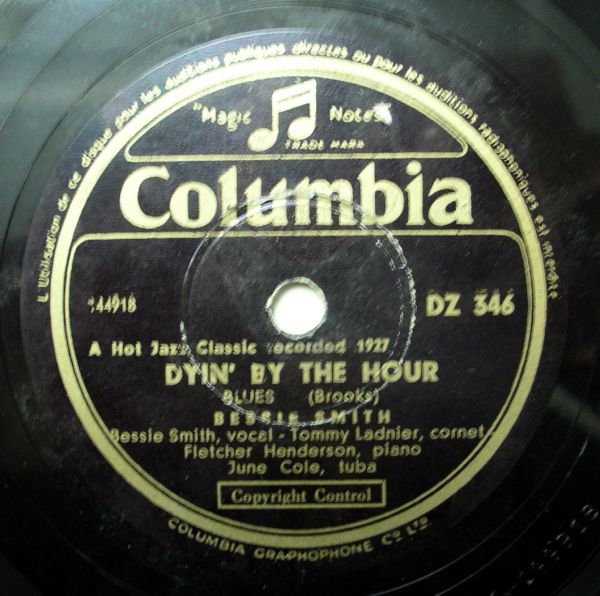 L'utilisation de ce disque pour les auditions publiques directes ou pour les auditions radiophoniques est interdite
"Magic Notes"
TRADE MARK
Columbia
144918
DZ 346
A Hot Jazz Classic recorded 1927
DYIN' BY THE HOUR
BLUES (Brooks)
BESSIE SMITH
Bessie Smith, vocal - Tommy Ladnier, cornet
Fletcher Henderson, piano
June Cole, tuba
Copyright Control
COLUMBIA GRAPHOPHONE Co LTD